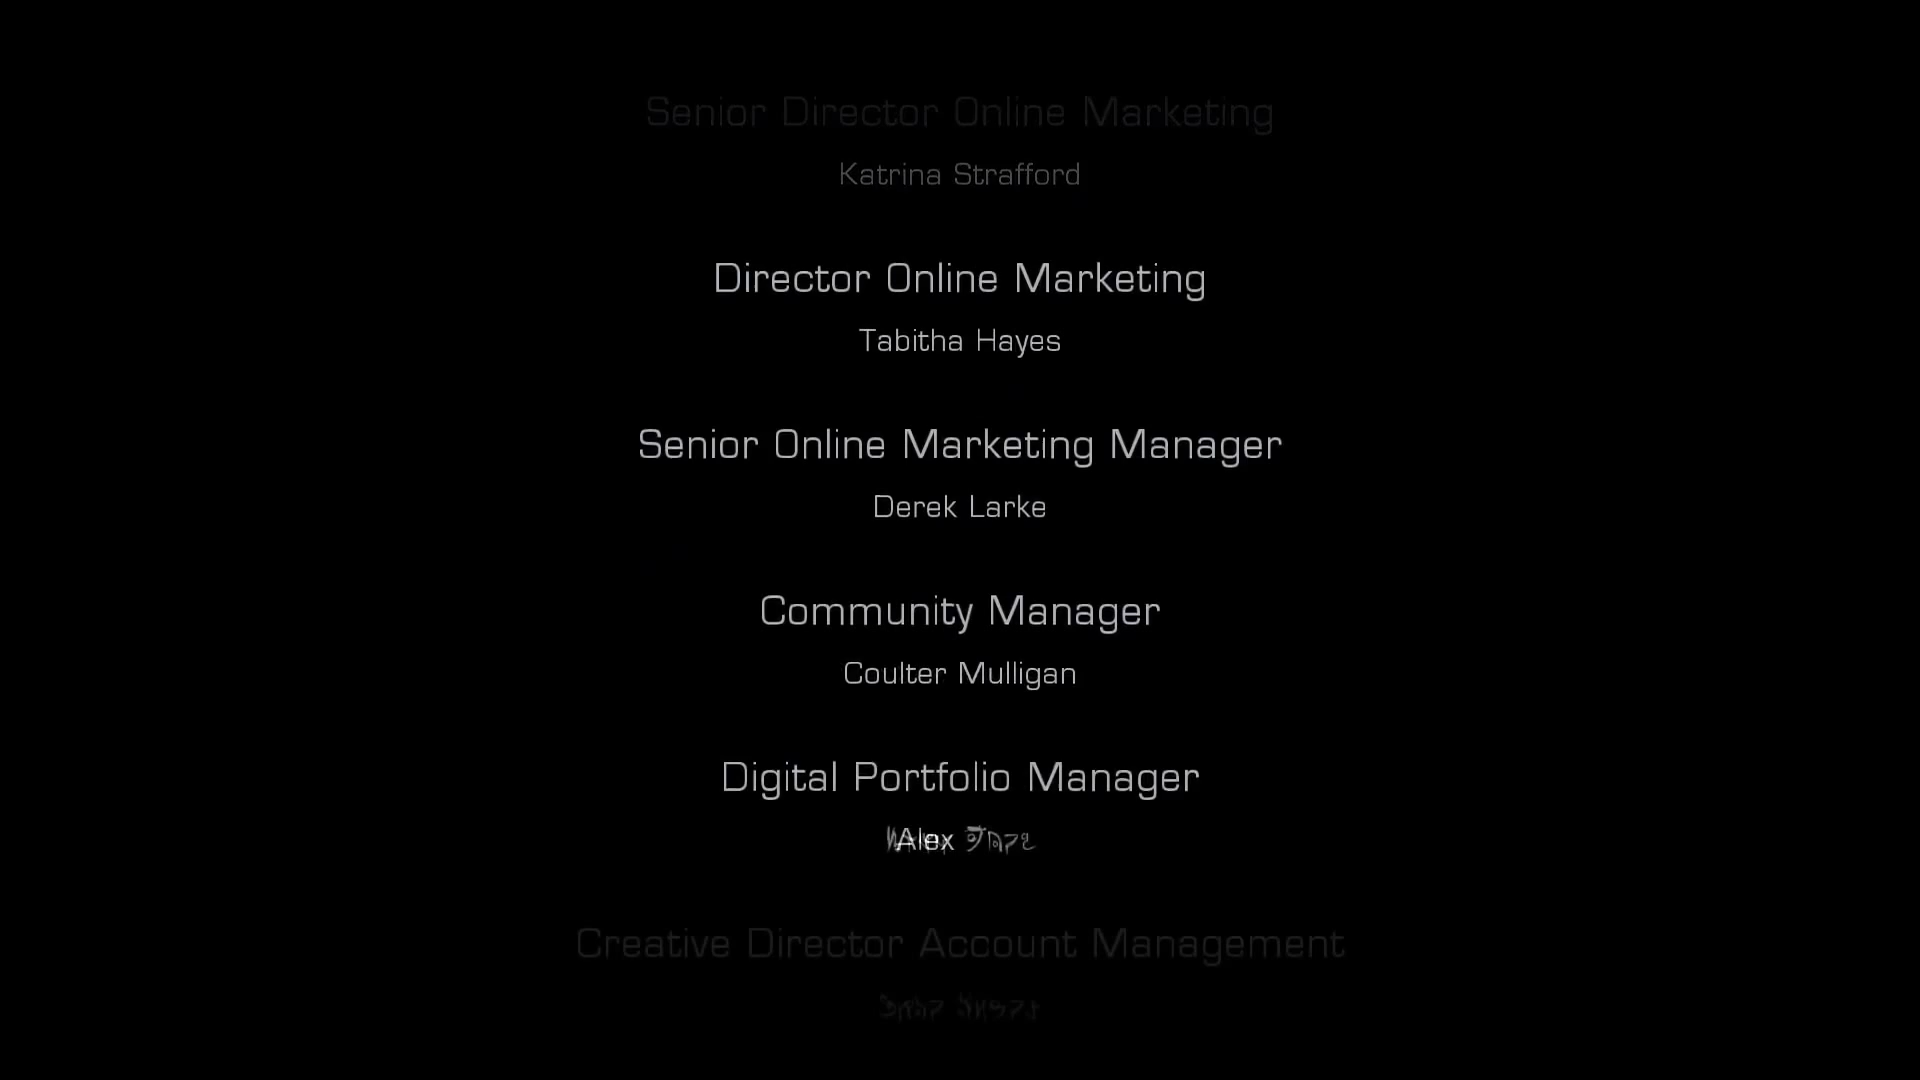 Senior Director Online Marketing
Katrina Strafford
Director Online Marketing
Tabitha Hayes
Senior Online Marketing Manager
Derek Larke
Community Manager
Coulter Mulligan
Digital Portfolio Manager
Alex
Creative Director Account Management